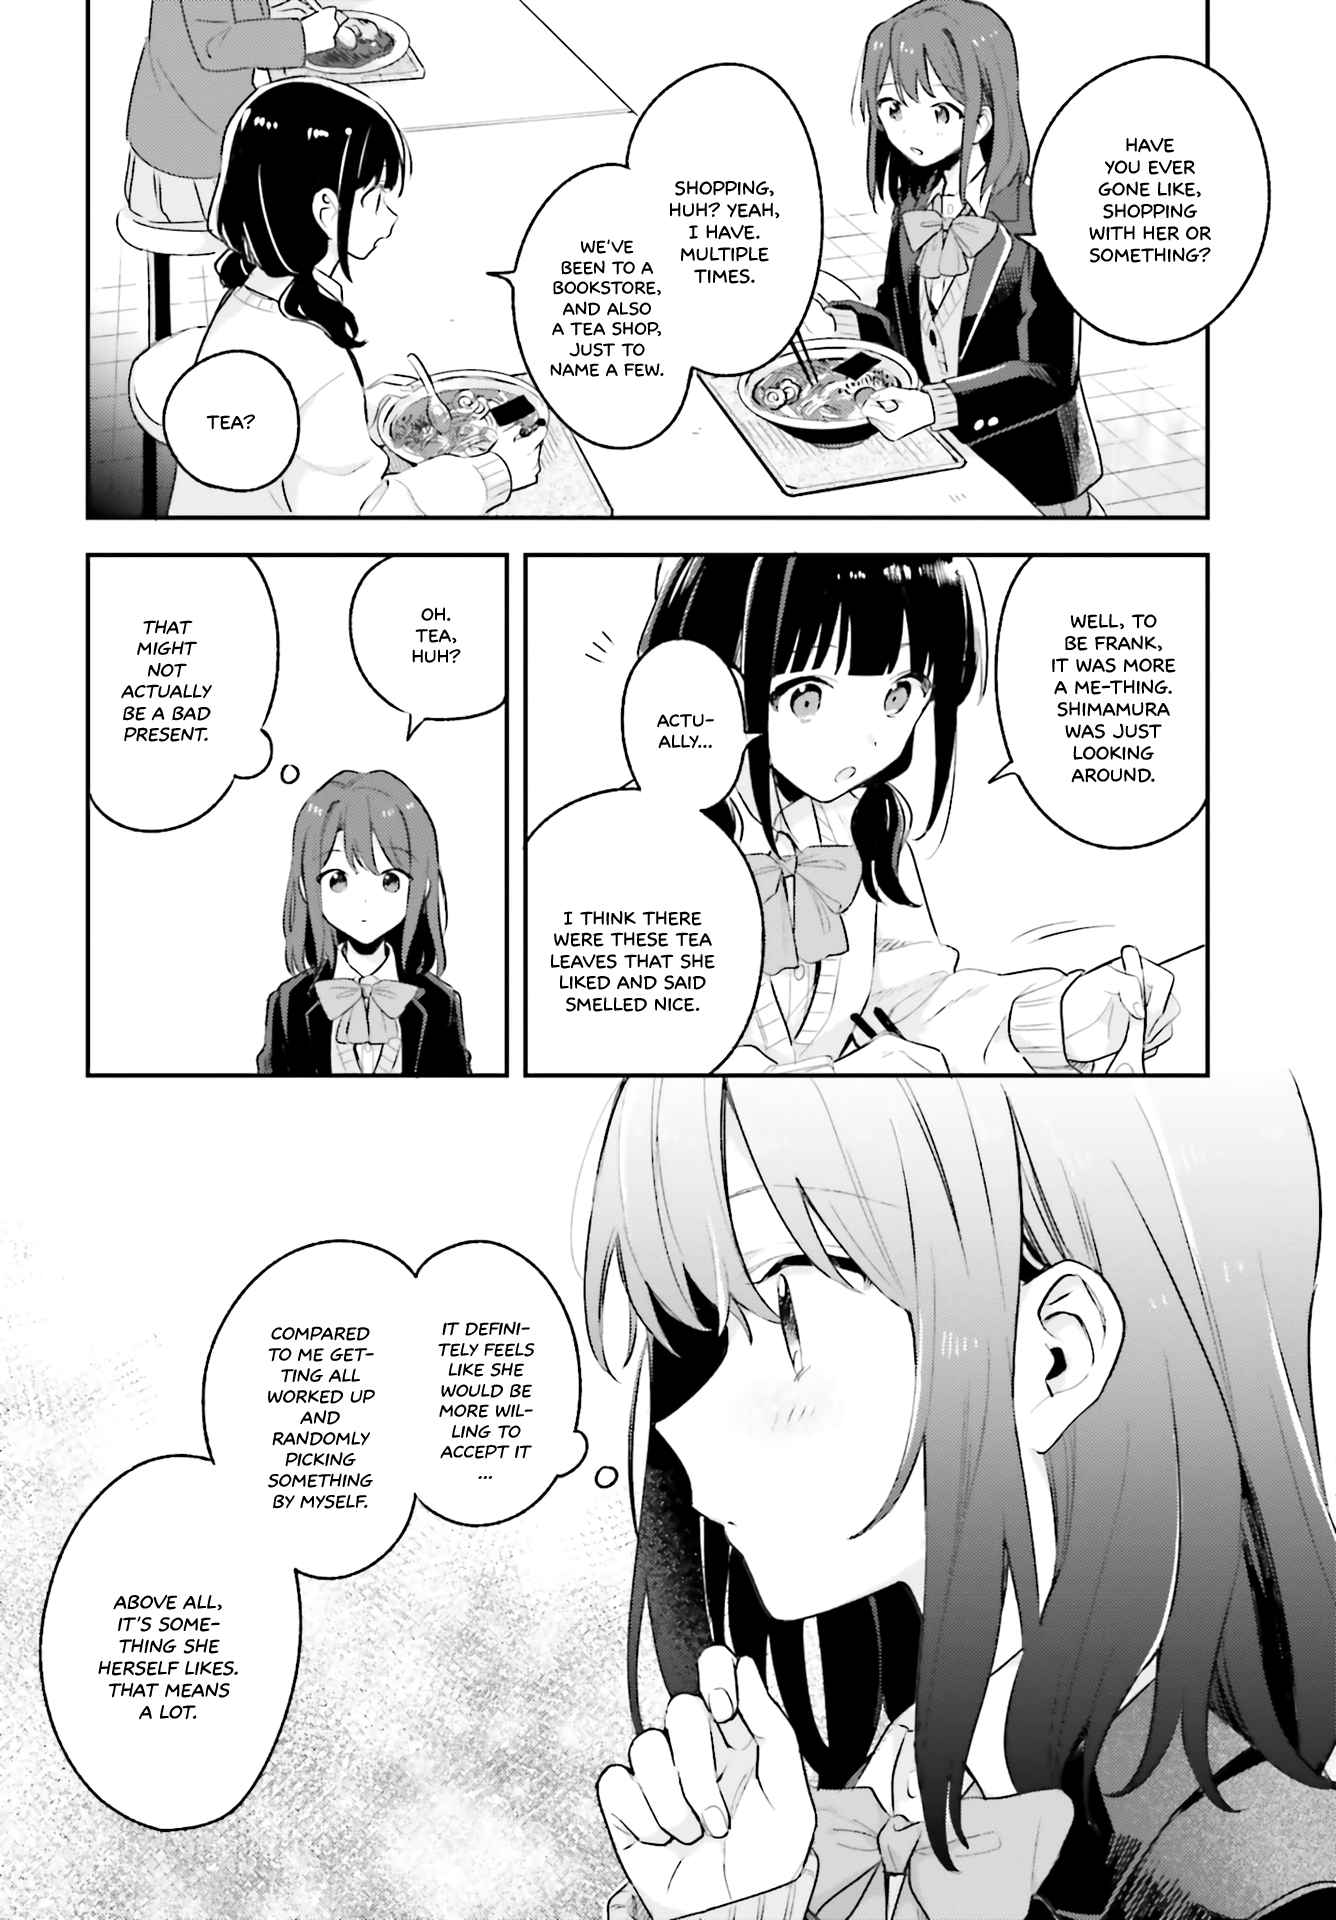 HAVE
YOU EVER
GONE LIKE,
SHOPPING
WITH HER OR
SOMETHING?
SHOPPING,
HUH? YEAH,
I HAVE.
MULTIPLE
TIMES.
WE'VE
BEEN TO A
BOOKSTORE,
AND ALSO
A TEA SHOP,
JUST TO
NAME A FEW.
TEA?
WELL, TO
BE FRANK,
IT WAS MORE
A ME-THING.
SHIMAMURA
WAS JUST
LOOKING
AROUND.
ACTU-
ALLY...
I THINK THERE
WERE THESE TEA
LEAVES THAT SHE
LIKED AND SAID
SMELLED NICE.
OH.
TEA,
HUH?
THAT
MIGHT
NOT
ACTUALLY
BE A BAD
PRESENT.
IT DEFINI-
TELY FEELS
LIKE SHE
WOULD BE
MORE WIL-
LING TO
ACCEPT IT
...
COMPARED
TO ME GET-
TING ALL
WORKED UP
AND
RANDOMLY
PICKING
SOMETHING
BY MYSELF.
ABOVE ALL,
IT'S SOME-
THING SHE
HERSELF LIKES.
THAT MEANS
A LOT.